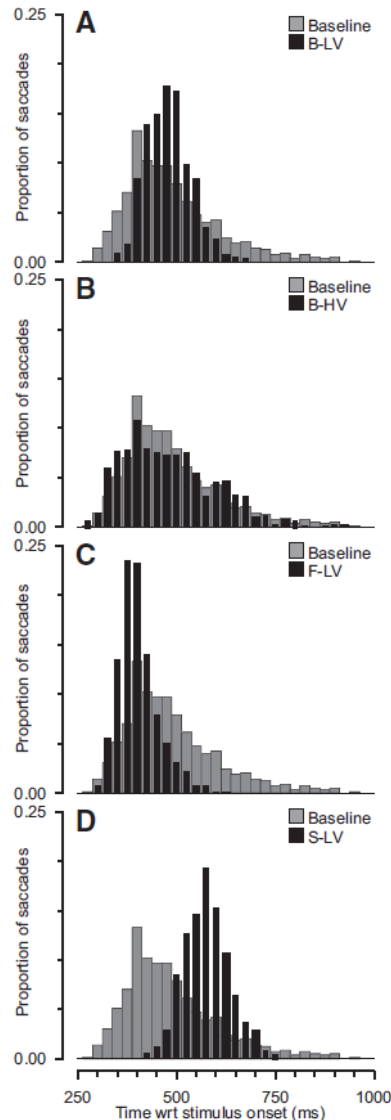 0.25
A
Baseline
B-LV
Proportion of saccades
0.00
0.25
B
Baseline
B-HV
Proportion of saccades
0.00
0.25
C
Baseline
F-LV
Proportion of saccades
0.00
0.25
D
Baseline
S-LV
Proportion of saccades
0.00
250 500 750 1000
Time wrt stimulus onset (ms)